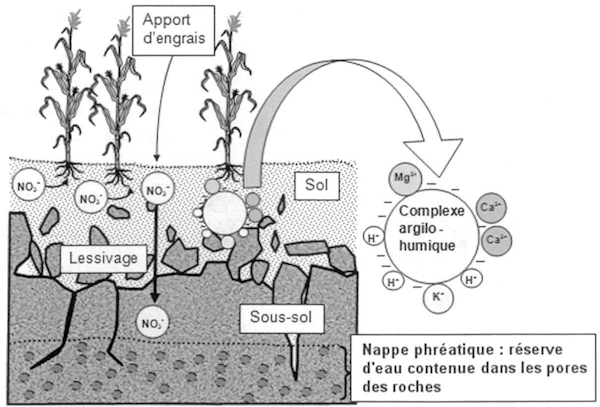 Apport
d'engrais
NO₃⁻
NO₃⁻
NO₃⁻
Sol
Lessivage
NO₃⁻
Sous-sol
Mg²⁺
Complexe
argilo-
humique
Ca²⁺
Ca²⁺
H⁺
H⁺
K⁺
H⁺
Nappe phréatique : réserve
d'eau contenue dans les pores
des roches